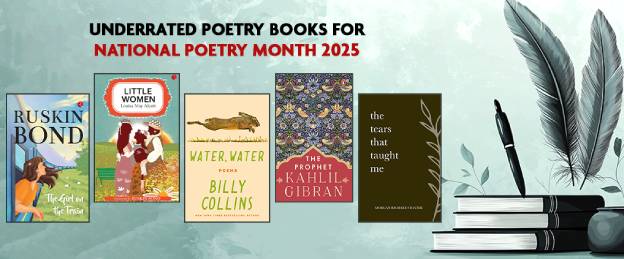 UNDERRATED POETRY BOOKS FOR
NATIONAL POETRY MONTH 2025
RUSKIN
BOND
The Girl on
the Train
LITTLE
WOMEN
Louisa May Alcott
WATER, WATER
POEMS
BILLY
COLLINS
THE
PROPHET
KAHLIL
GIBRAN
the
tears
that
taught
me